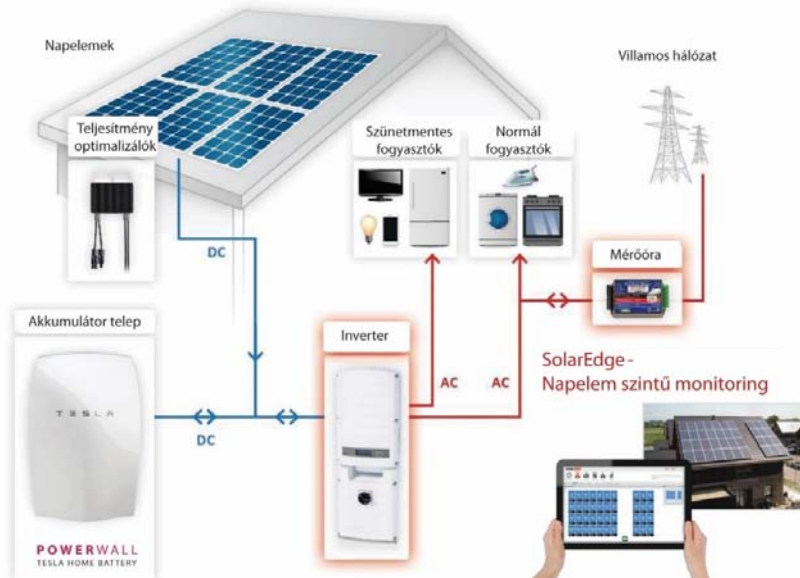 Napelemek
Villamos hálózat
Teljesítmény
optimalizálók
Szünetmentes
fogyasztók
Normál
fogyasztók
DC
Mérőóra
Akkumulátor telep
Inverter
SolarEdge -
Napelem szintű monitoring
AC
AC
TESLA
DC
POWERWALL
TESLA HOME BATTERY